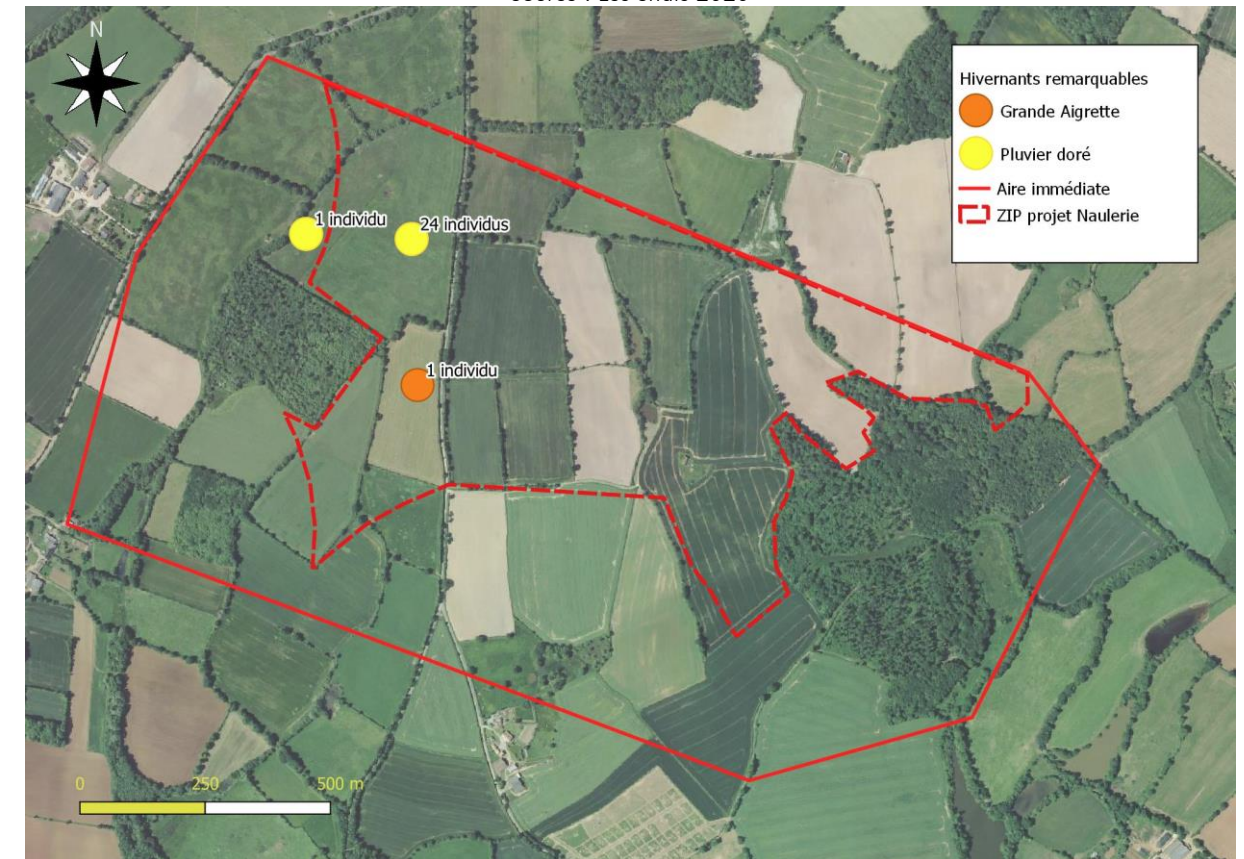 N
Hivernants remarquables
Grande Aigrette
Pluvier doré
Aire immédiate
ZIP projet Naulerie
1 individu
24 individus
1 individu
0 250 500 m